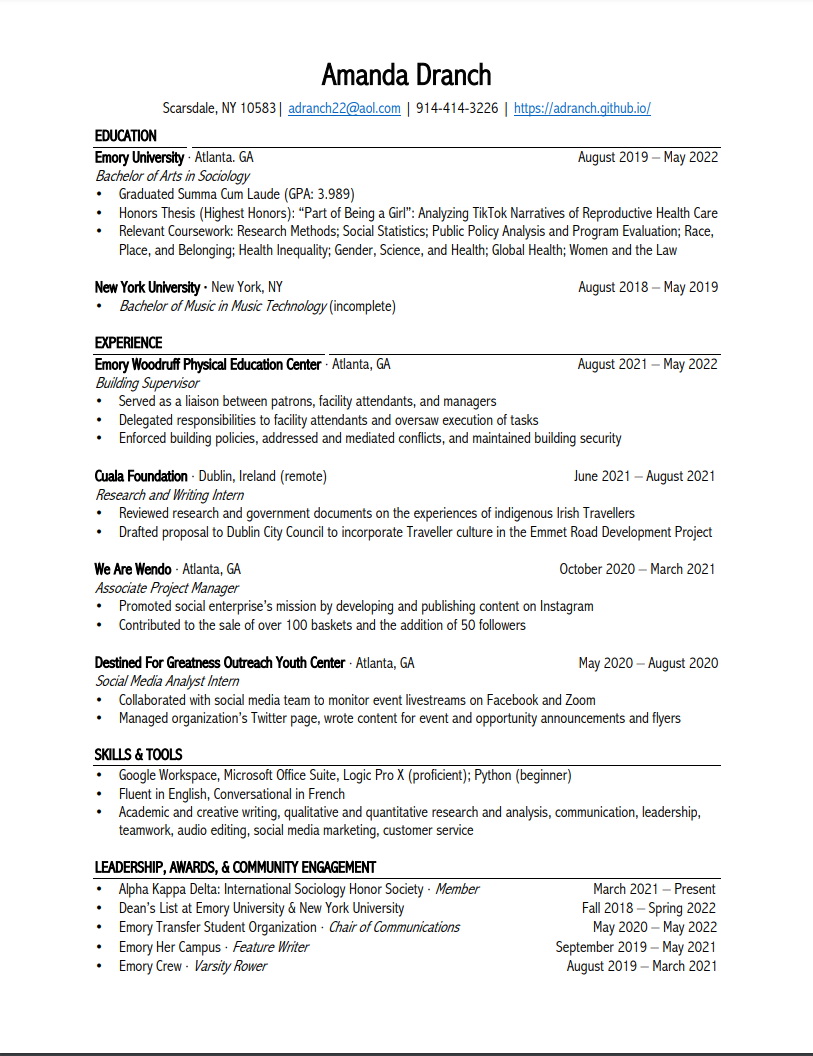 Amanda Dranch
Scarsdale, NY 10583| adranch22@aol.com | 914-414-3226 | https://adranch.github.io/
EDUCATION
Emory University · Atlanta. GA August 2019 – May 2022
Bachelor of Arts in Sociology
• Graduated Summa Cum Laude (GPA: 3.989)
• Honors Thesis (Highest Honors): “Part of Being a Girl”: Analyzing TikTok Narratives of Reproductive Health Care
• Relevant Coursework: Research Methods; Social Statistics; Public Policy Analysis and Program Evaluation; Race,
Place, and Belonging; Health Inequality; Gender, Science, and Health; Global Health; Women and the Law
New York University · New York, NY August 2018 – May 2019
• Bachelor of Music in Music Technology (incomplete)
EXPERIENCE
Emory Woodruff Physical Education Center · Atlanta, GA August 2021 – May 2022
Building Supervisor
• Served as a liaison between patrons, facility attendants, and managers
• Delegated responsibilities to facility attendants and oversaw execution of tasks
• Enforced building policies, addressed and mediated conflicts, and maintained building security
Cuala Foundation · Dublin, Ireland (remote) June 2021 – August 2021
Research and Writing Intern
• Reviewed research and government documents on the experiences of indigenous Irish Travellers
• Drafted proposal to Dublin City Council to incorporate Traveller culture in the Emmet Road Development Project
We Are Wendo · Atlanta, GA October 2020 – March 2021
Associate Project Manager
• Promoted social enterprise’s mission by developing and publishing content on Instagram
• Contributed to the sale of over 100 baskets and the addition of 50 followers
Destined For Greatness Outreach Youth Center · Atlanta, GA May 2020 – August 2020
Social Media Analyst Intern
• Collaborated with social media team to monitor event livestreams on Facebook and Zoom
• Managed organization’s Twitter page, wrote content for event and opportunity announcements and flyers
SKILLS & TOOLS
• Google Workspace, Microsoft Office Suite, Logic Pro X (proficient); Python (beginner)
• Fluent in English, Conversational in French
• Academic and creative writing, qualitative and quantitative research and analysis, communication, leadership,
teamwork, audio editing, social media marketing, customer service
LEADERSHIP, AWARDS, & COMMUNITY ENGAGEMENT
• Alpha Kappa Delta: International Sociology Honor Society · Member March 2021 – Present
• Dean’s List at Emory University & New York University Fall 2018 – Spring 2022
• Emory Transfer Student Organization · Chair of Communications May 2020 – May 2022
• Emory Her Campus · Feature Writer September 2019 – May 2021
• Emory Crew · Varsity Rower August 2019 – March 2021